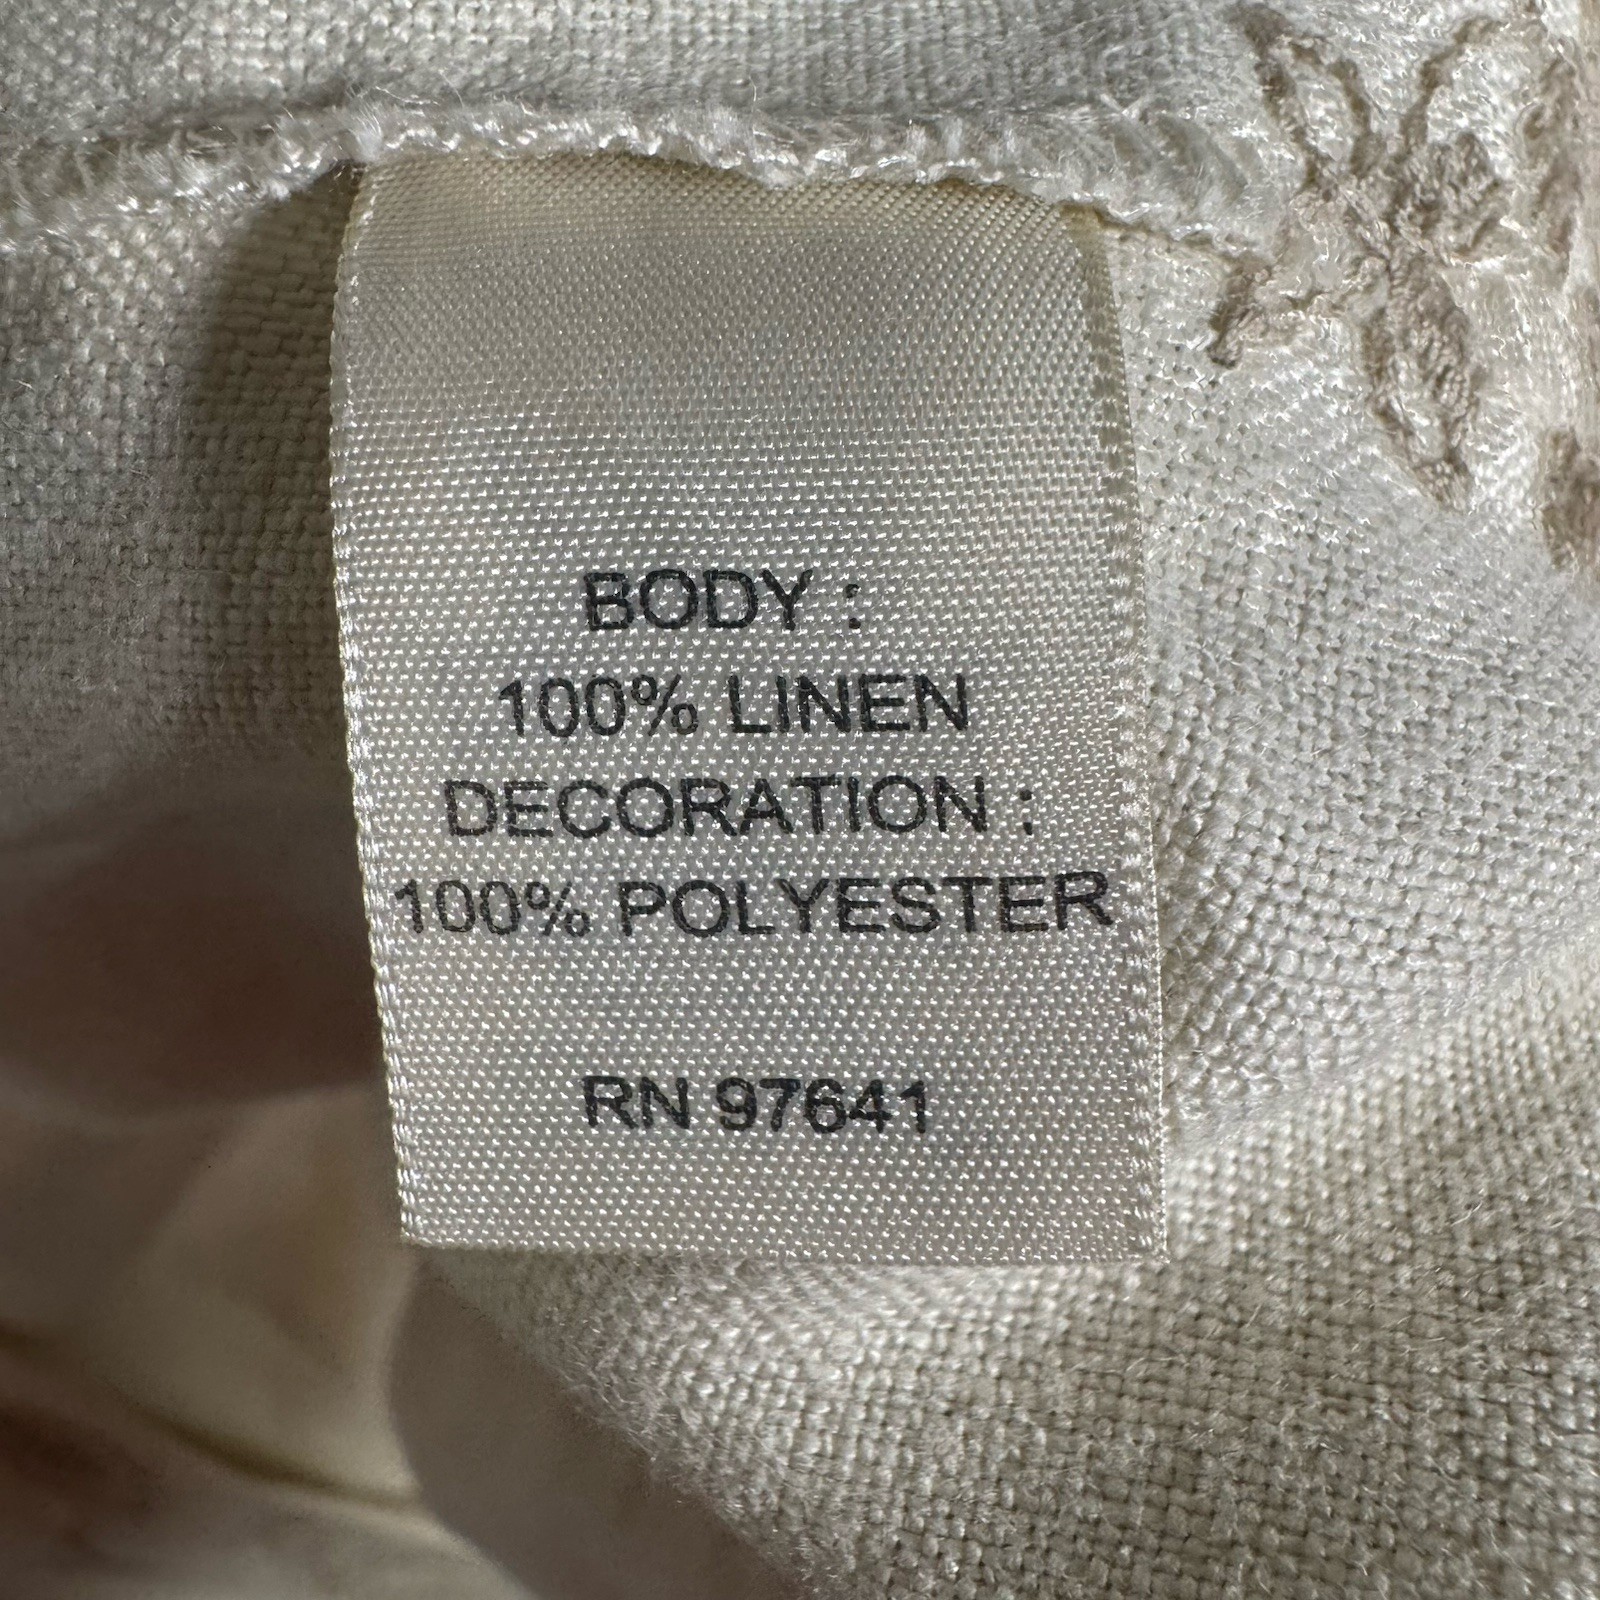 BODY :
100% LINEN
DECORATION :
100% POLYESTER
RN 97641